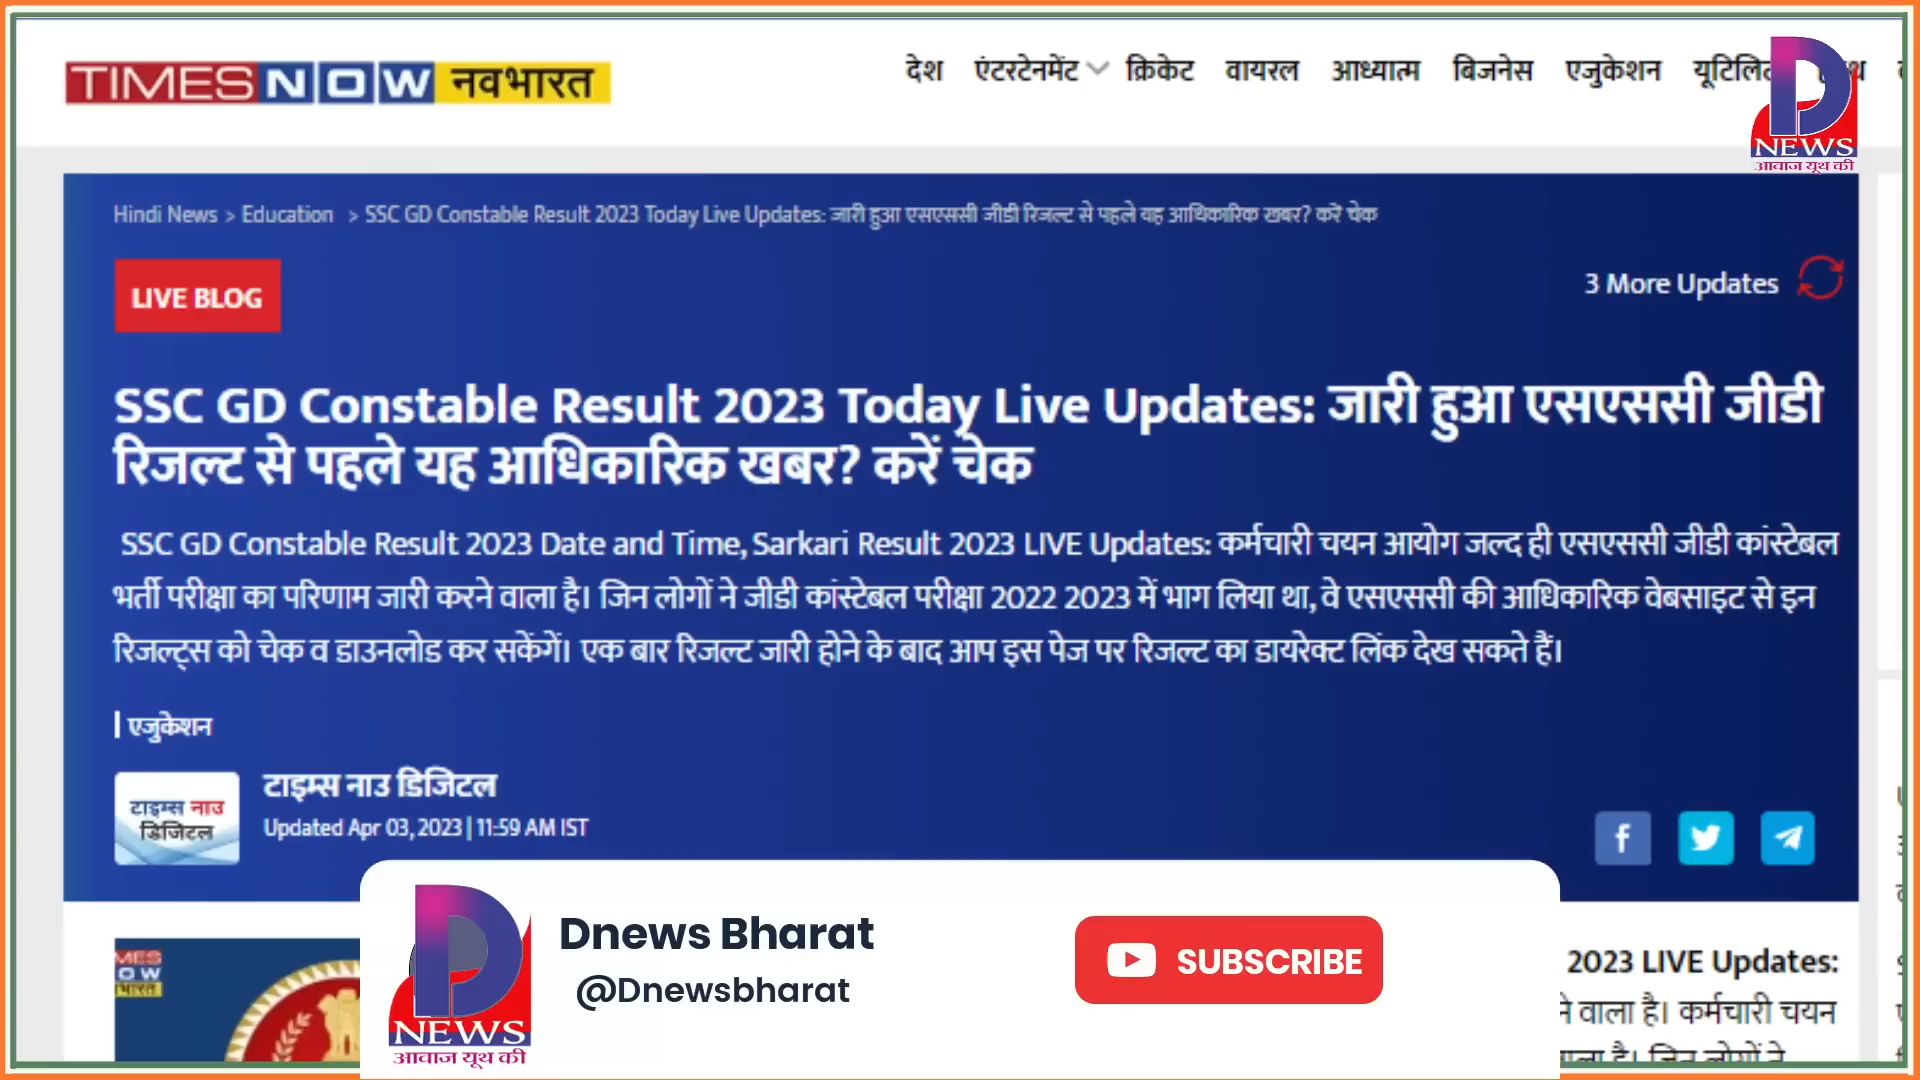 TIMES NOW नवभारत
देश एंटरटेनमेंट क्रिकेट वायरल आध्यात्म बिजनेस एजुकेशन
D
NEWS
आवाज यूथ की
Hindi News > Education > SSC GD Constable Result 2023 Today Live Updates: जारी हुआ एसएससी जीडी रिजल्ट से पहले यह आधिकारिक खबर? करें चेक
LIVE BLOG
3 More Updates
SSC GD Constable Result 2023 Today Live Updates: जारी हुआ एसएससी जीडी
रिजल्ट से पहले यह आधिकारिक खबर? करें चेक
SSC GD Constable Result 2023 Date and Time, Sarkari Result 2023 LIVE Updates: कर्मचारी चयन आयोग जल्द ही एसएससी जीडी कांस्टेबल
भर्ती परीक्षा का परिणाम जारी करने वाला है। जिन लोगों ने जीडी कांस्टेबल परीक्षा 2022 2023 में भाग लिया था, वे एसएससी की आधिकारिक वेबसाइट से इन
रिजल्ट्स को चेक व डाउनलोड कर सकेंगें। एक बार रिजल्ट जारी होने के बाद आप इस पेज पर रिजल्ट का डायरेक्ट लिंक देख सकते हैं।
एजुकेशन
टाइम्स नाउ
डिजिटल
टाइम्स नाउ डिजिटल
Updated Apr 03, 2023 | 11:59 AM IST
Dnews Bharat
@Dnewsbharat
SUBSCRIBE
D
NEWS
आवाज यूथ की
2023 LIVE Updates:
वाला है। कर्मचारी चयन